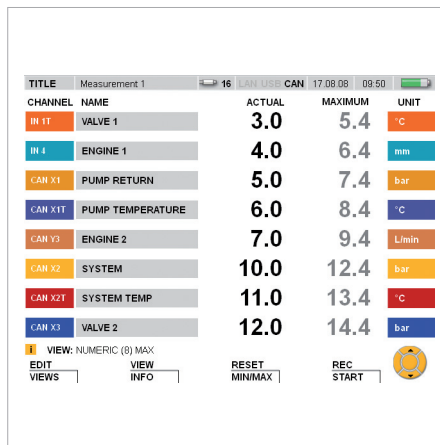 TITLE Measurement 1 16 LAN USB CAN 17.08.08 09:50
CHANNEL NAME ACTUAL MAXIMUM UNIT
IN 1T VALVE 1 3.0 5.4 °C
IN 4 ENGINE 1 4.0 6.4 mm
CAN X1 PUMP RETURN 5.0 7.4 bar
CAN X1T PUMP TEMPERATURE 6.0 8.4 °C
CAN Y3 ENGINE 2 7.0 9.4 L/min
CAN X2 SYSTEM 10.0 12.4 bar
CAN X2T SYSTEM TEMP 11.0 13.4 °C
CAN X3 VALVE 2 12.0 14.4 bar
i VIEW: NUMERIC (8) MAX
EDIT VIEW RESET REC
VIEWS INFO MIN/MAX START